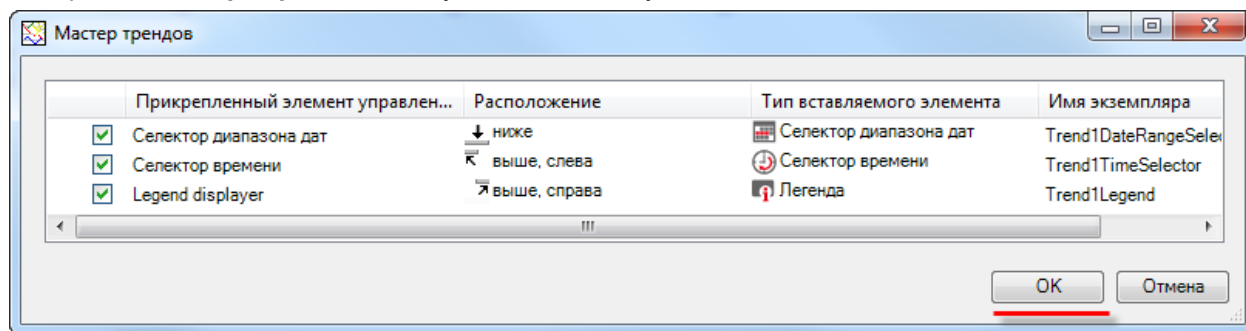 Мастер трендов
Прикрепленный элемент управлен... Расположение Тип вставляемого элемента Имя экземпляра
Селектор диапазона дат ниже Селектор диапазона дат Trend1DateRangeSele
Селектор времени выше, слева Селектор времени Trend1TimeSelector
Legend displayer выше, справа Легенда Trend1Legend
OK Отмена